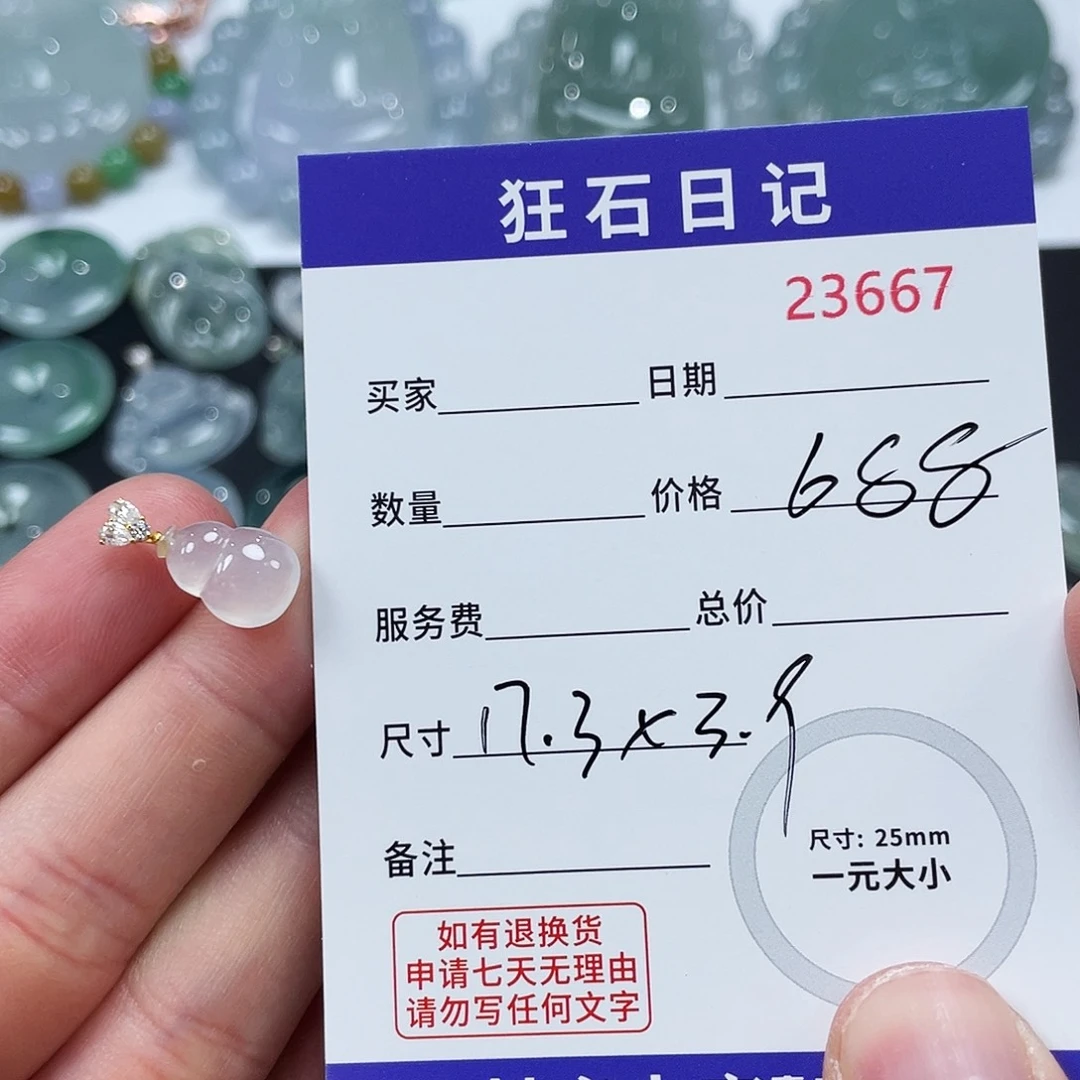 狂石日记
23667
买家 日期
数量 价格 688
服务费 总价
尺寸 17.3x3.9
尺寸: 25mm
一元大小
备注
如有退换货
申请七天无理由
请勿写任何文字